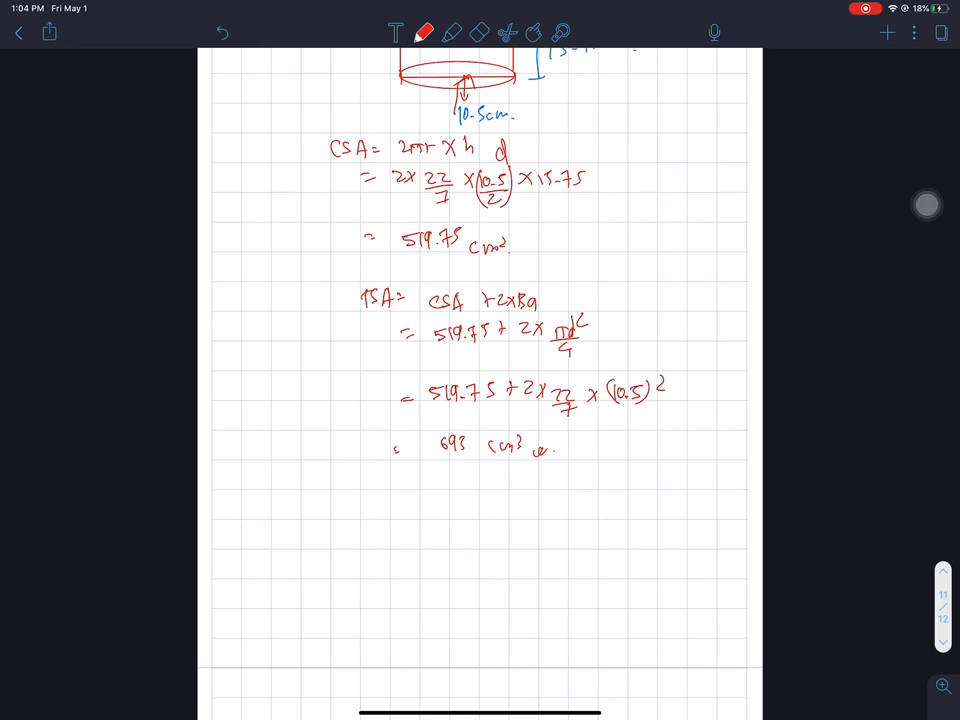 1:04 PM Fri May 1
18%
T
10.5cm.
CSA = 2πr × h d
= 2 × 22/7 × (10.5/2) × 15.75
= 519.75 cm².
TSA = CSA + 2×Ba
= 519.75 + 2 × πd²/4
= 519.75 + 2 × 22/7 × (10.5)²
= 693 cm³
11
/
12